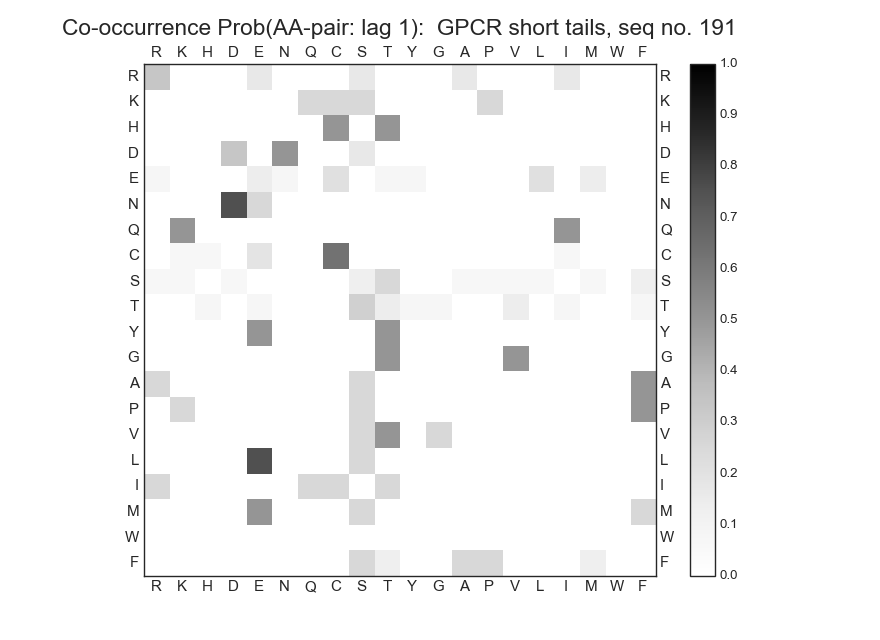 Co-occurrence Prob(AA-pair: lag 1):  GPCR short tails, seq no. 191
R K H D E N Q C S T Y G A P V L I M W F
R R 1.0
K K 0.9
H H
D D 0.8
E E
N N 0.7
Q Q
C C 0.6
S S
T T 0.5
Y Y
G G 0.4
A A
P P 0.3
V V
L L 0.2
I I
M M 0.1
W W
F F 0.0
R K H D E N Q C S T Y G A P V L I M W F